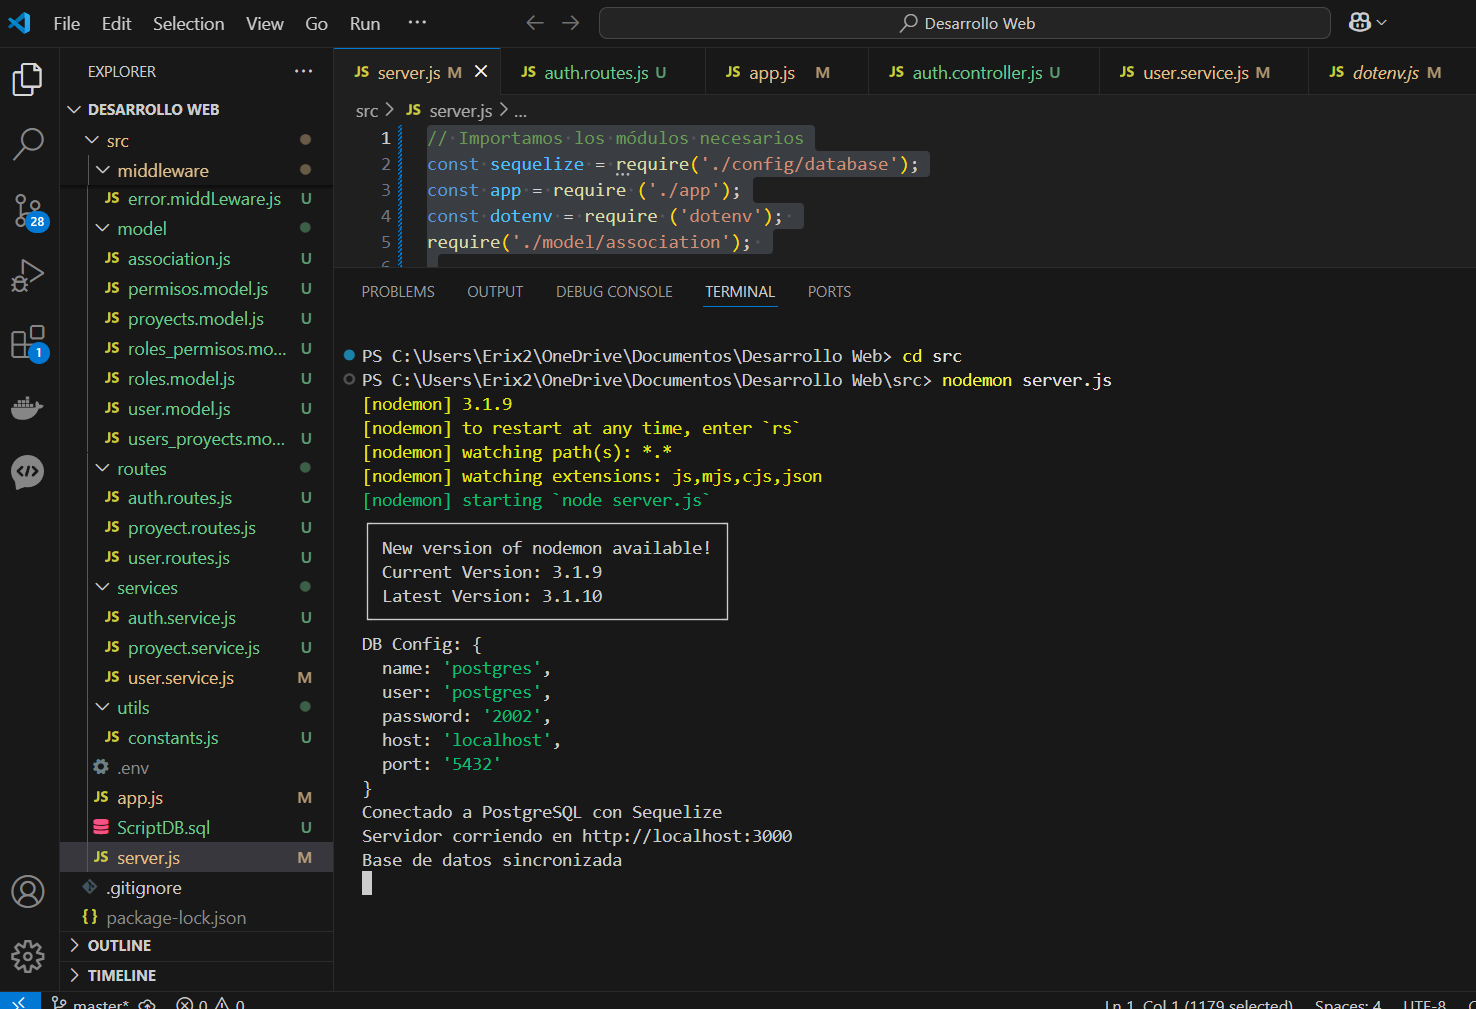 File Edit Selection View Go Run ···
Desarrollo Web
EXPLORER ···
DESARROLLO WEB
src
middleware
JS error.middLeware.js U
model
JS association.js U
JS permisos.model.js U
JS proyects.model.js U
JS roles_permisos.mo... U
JS roles.model.js U
JS user.model.js U
JS users_proyects.mo... U
routes
JS auth.routes.js U
JS proyect.routes.js U
JS user.routes.js U
services
JS auth.service.js U
JS proyect.service.js U
JS user.service.js M
utils
JS constants.js U
.env
JS app.js M
ScriptDB.sql U
JS server.js M
.gitignore
{} package-lock.json
OUTLINE
TIMELINE
28
1
JS server.js M JS auth.routes.js U JS app.js M JS auth.controller.js U JS user.service.js M JS dotenv.js M
src > JS server.js > ...
1 // Importamos los módulos necesarios
2 const sequelize = require('./config/database');
3 const app = require ('./app');
4 const dotenv = require ('dotenv');
5 require('./model/association');
6
PROBLEMS OUTPUT DEBUG CONSOLE TERMINAL PORTS
PS C:\Users\Erix2\OneDrive\Documentos\Desarrollo Web> cd src
PS C:\Users\Erix2\OneDrive\Documentos\Desarrollo Web\src> nodemon server.js
[nodemon] 3.1.9
[nodemon] to restart at any time, enter `rs`
[nodemon] watching path(s): *.*
[nodemon] watching extensions: js,mjs,cjs,json
[nodemon] starting `node server.js`
New version of nodemon available!
Current Version: 3.1.9
Latest Version: 3.1.10
DB Config: {
name: 'postgres',
user: 'postgres',
password: '2002',
host: 'localhost',
port: '5432'
}
Conectado a PostgreSQL con Sequelize
Servidor corriendo en http://localhost:3000
Base de datos sincronizada
master* 0 0 Ln 1, Col 1 (1179 selected) Spaces: 4 UTF-8